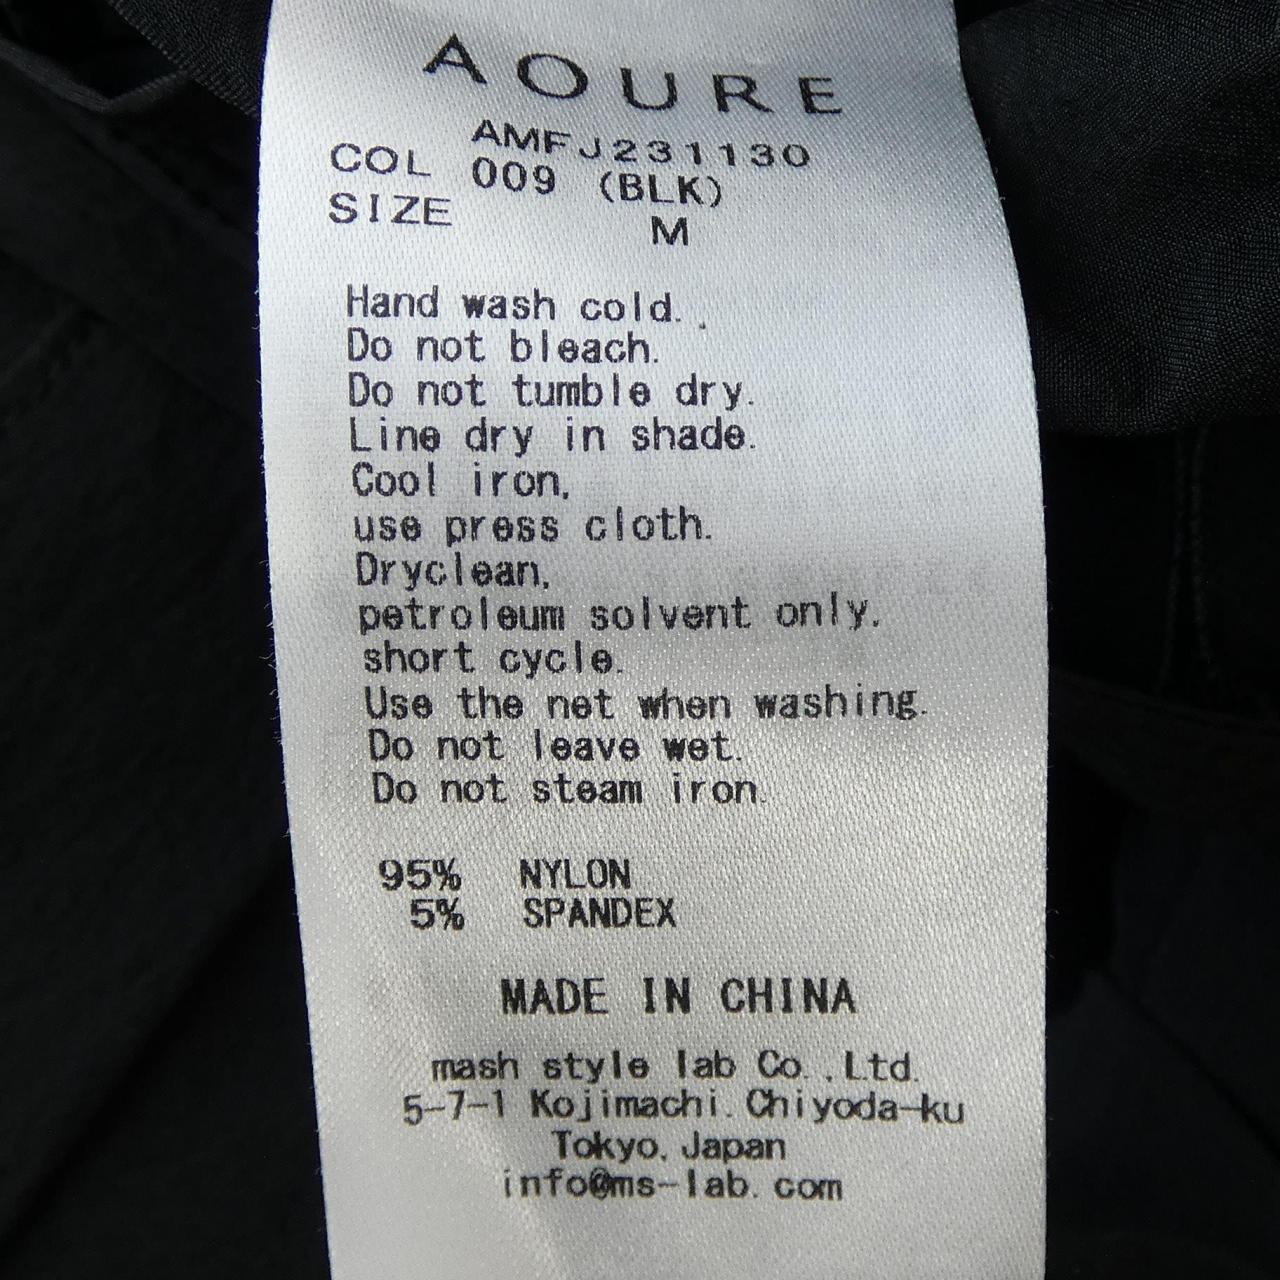 AOURE
AMFJ231130
COL 009 (BLK)
SIZE M
Hand wash cold.
Do not bleach.
Do not tumble dry.
Line dry in shade.
Cool iron,
use press cloth.
Dryclean,
petroleum solvent only.
short cycle.
Use the net when washing.
Do not leave wet.
Do not steam iron.
95% NYLON
5% SPANDEX
MADE IN CHINA
mash style lab Co.,Ltd.
5-7-1 Kojimachi. Chiyoda-ku
Tokyo, Japan
info@ms-lab.com